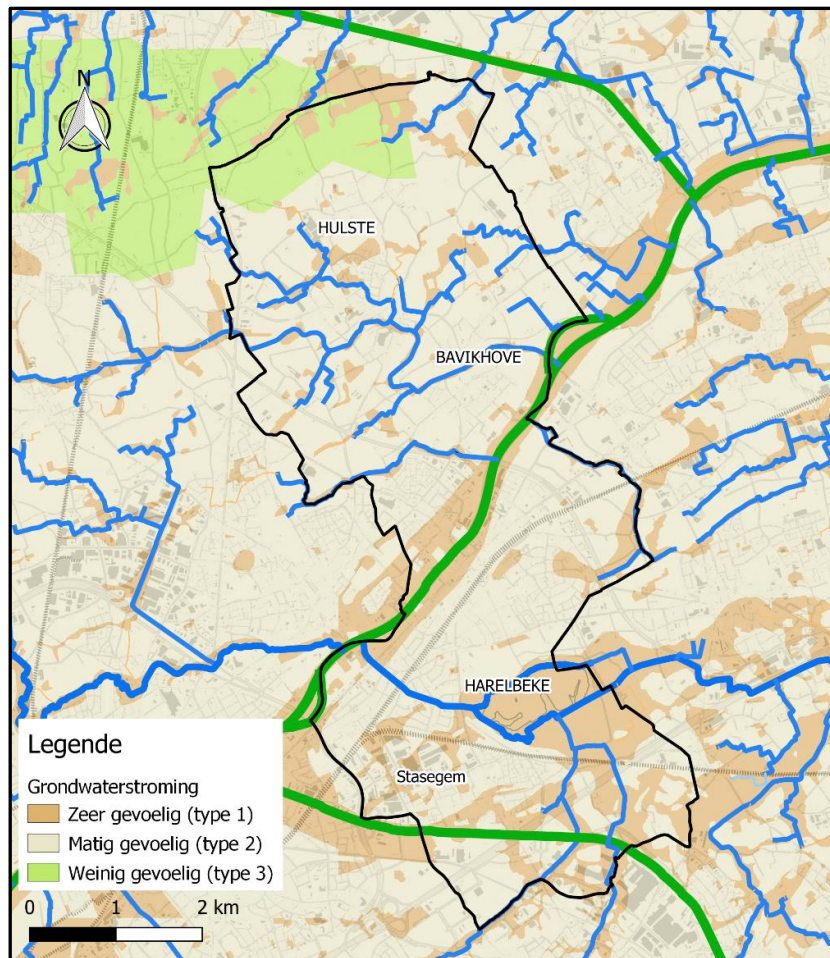 N
HULSTE
BAVIKHOVE
HARELBEKE
Stasegem
Legende
Grondwaterstroming
Zeer gevoelig (type 1)
Matig gevoelig (type 2)
Weinig gevoelig (type 3)
0 1 2 km